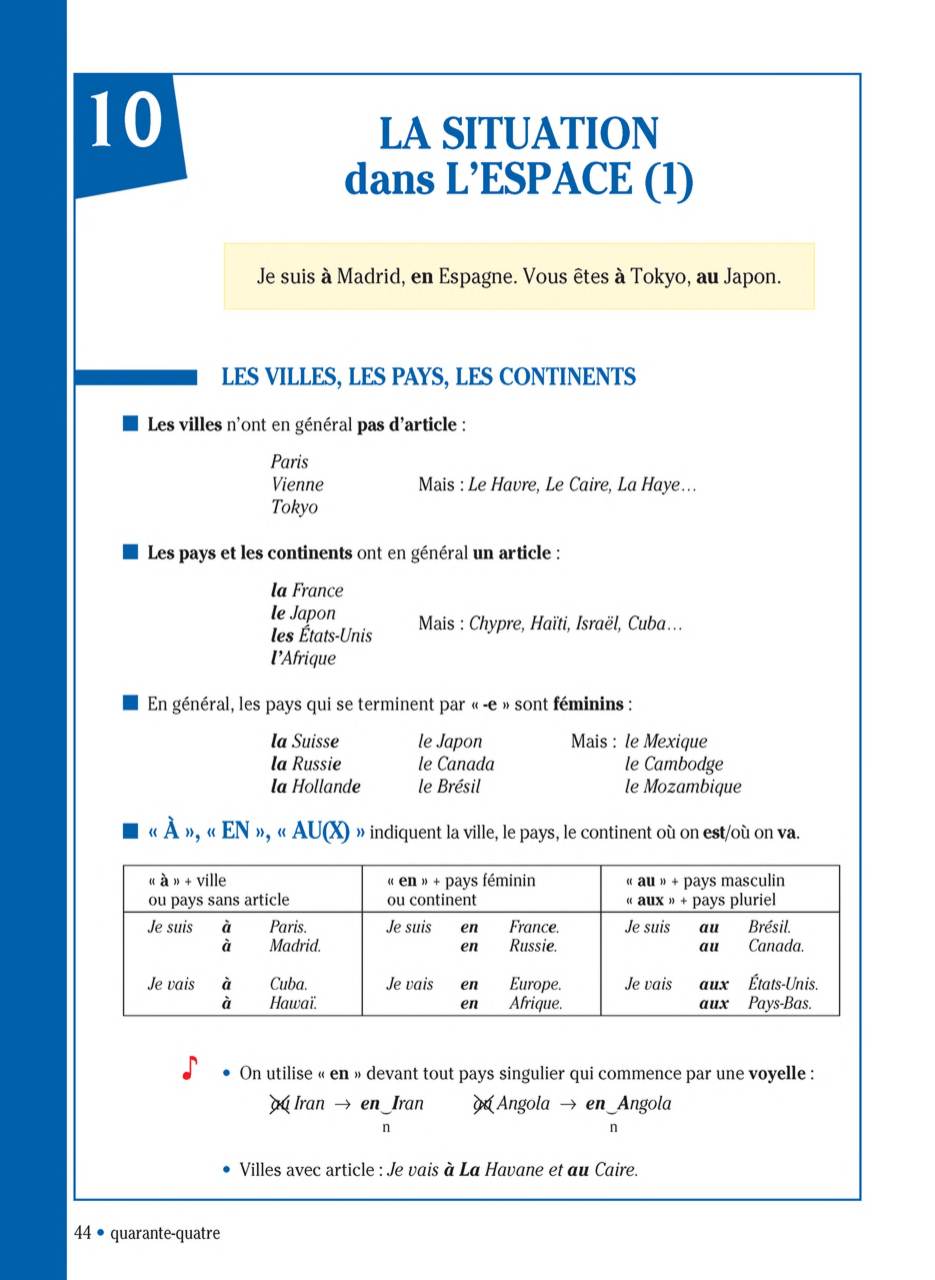 10
LA SITUATION
dans L'ESPACE (1)
Je suis à Madrid, en Espagne. Vous êtes à Tokyo, au Japon.
LES VILLES, LES PAYS, LES CONTINENTS
Les villes n'ont en général pas d'article :
Paris
Vienne Mais : Le Havre, Le Caire, La Haye…
Tokyo
Les pays et les continents ont en général un article :
la France
le Japon
Mais : Chypre, Haïti, Israël, Cuba…
les États-Unis
l'Afrique
En général, les pays qui se terminent par « -e » sont féminins :
la Suisse le Japon Mais : le Mexique
la Russie le Canada le Cambodge
la Hollande le Brésil le Mozambique
« À », « EN », « AU(X) » indiquent la ville, le pays, le continent où on est/où on va.
« à » + ville « en » + pays féminin « au » + pays masculin
ou pays sans article ou continent « aux » + pays pluriel
Je suis à Paris. Je suis en France. Je suis au Brésil.
à Madrid. en Russie. au Canada.
Je vais à Cuba. Je vais en Europe. Je vais aux États-Unis.
à Hawaï. en Afrique. aux Pays-Bas.
• On utilise « en » devant tout pays singulier qui commence par une voyelle :
au Iran → en‿Iran au Angola → en‿Angola
n n
• Villes avec article : Je vais à La Havane et au Caire.
44 • quarante-quatre